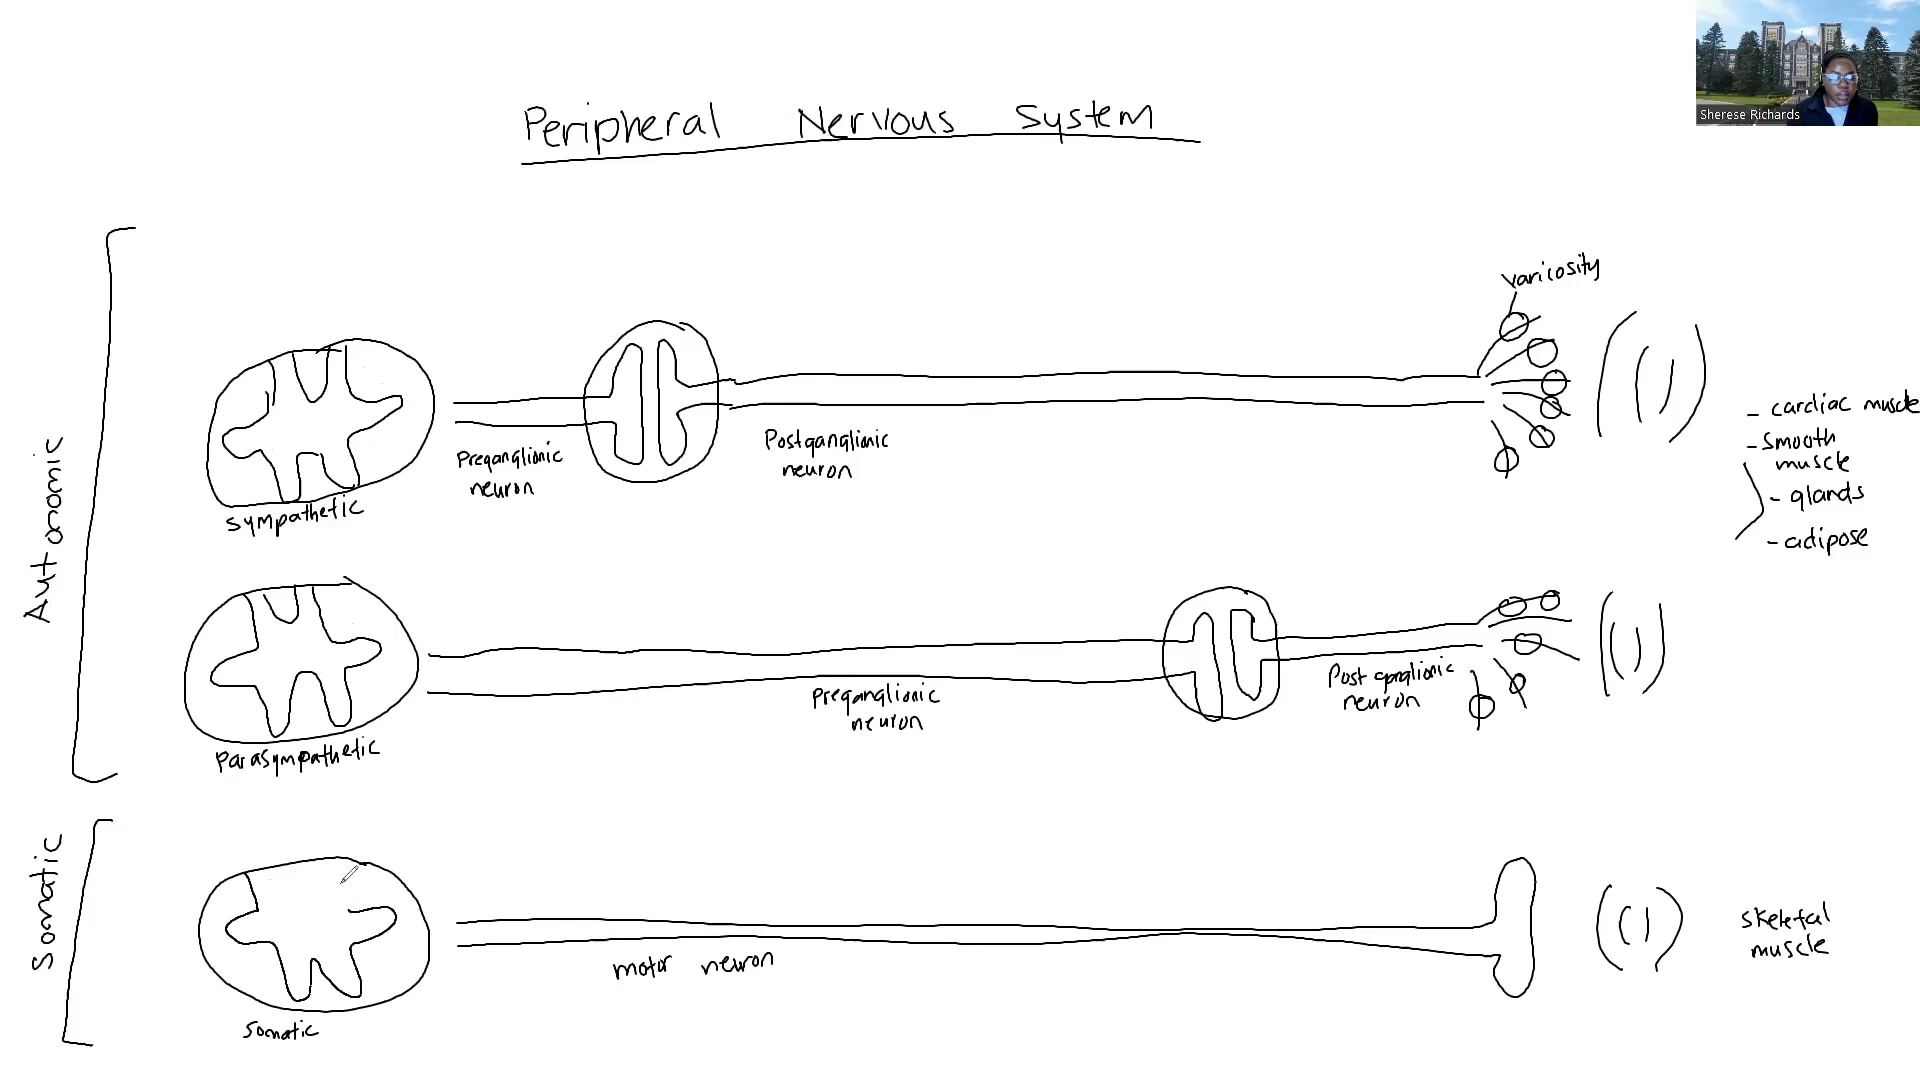 Sherese Richards
Peripheral Nervous System
Autonomic
varicosity
Preganglionic
neuron
Postganglionic
neuron
sympathetic
- cardiac muscle
- smooth
muscle
- glands
- adipose
Preganglionic
neuron
Post ganglionic
neuron
Parasympathetic
Somatic
motor neuron
Somatic
skeletal
muscle